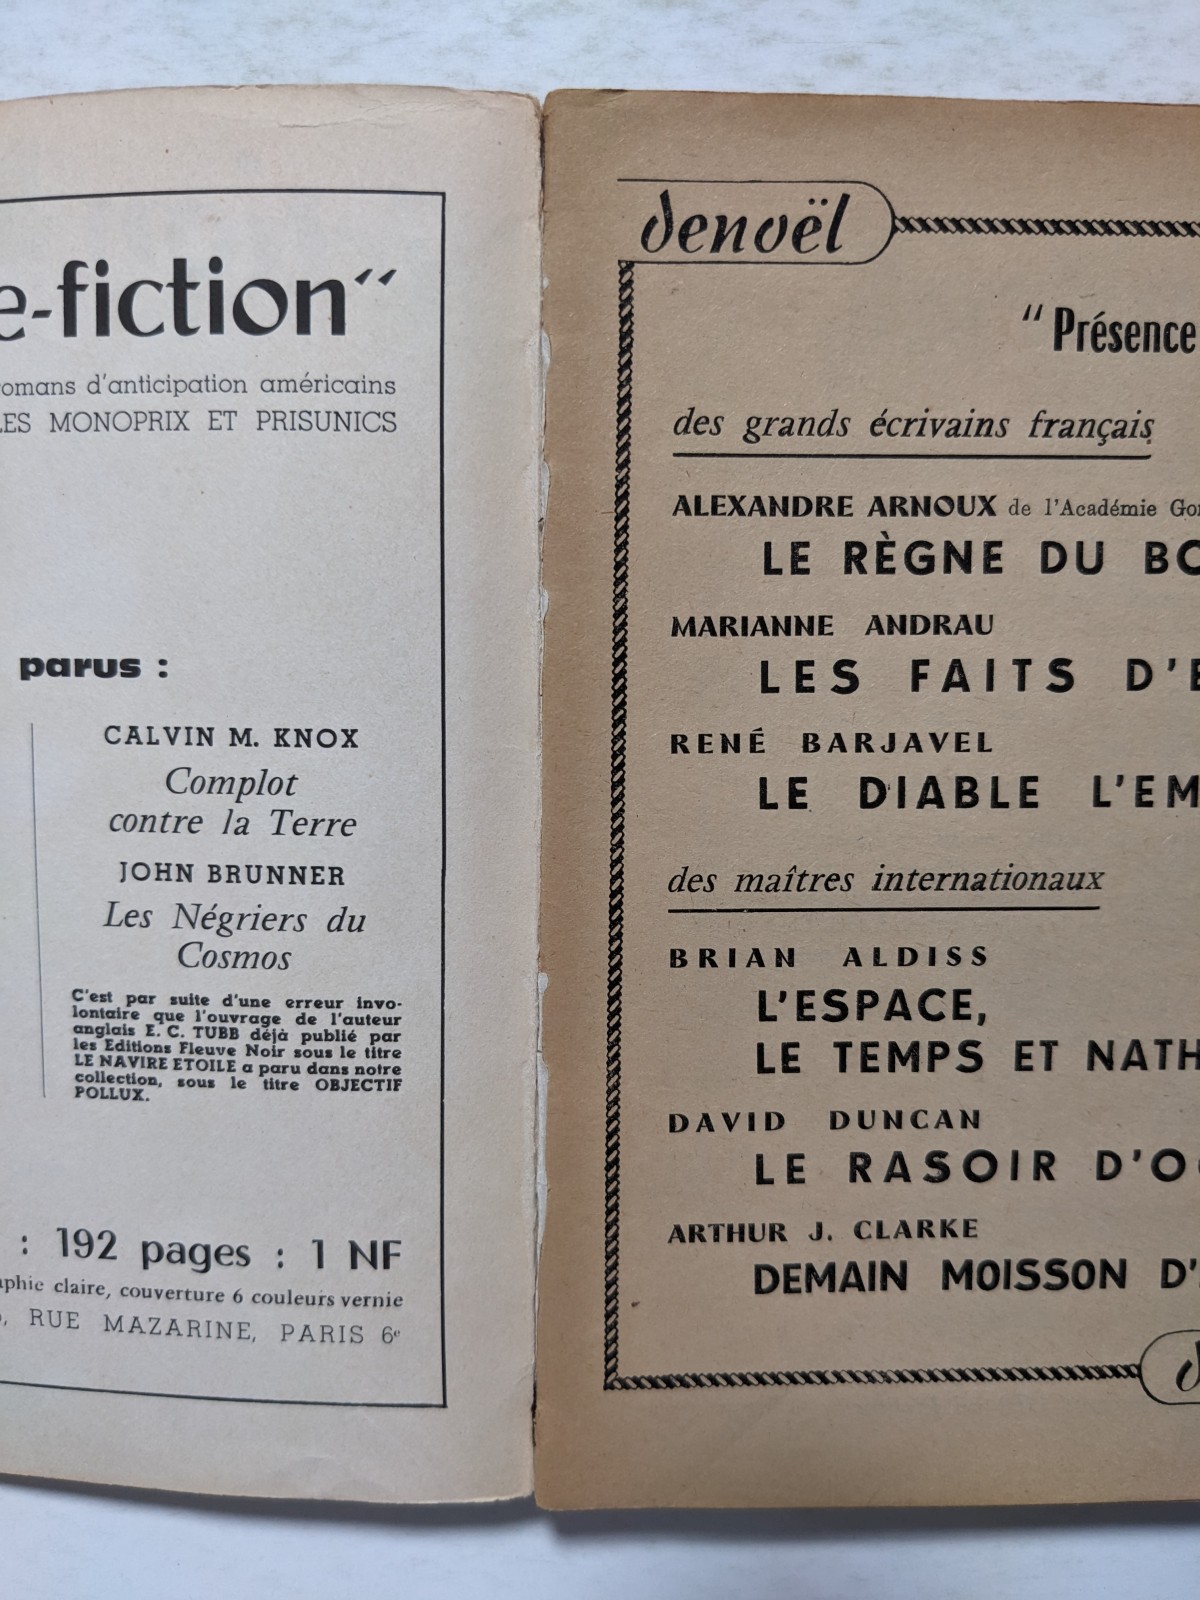 e-fiction"
romans d'anticipation américains
LES MONOPRIX ET PRISUNICS
parus :
CALVIN M. KNOX
Complot
contre la Terre
JOHN BRUNNER
Les Négriers du
Cosmos
C'est par suite d'une erreur invo-
lontaire que l'ouvrage de l'auteur
anglais E. C. TUBB déjà publié par
les Editions Fleuve Noir sous le titre
LE NAVIRE ETOILE a paru dans notre
collection, sous le titre OBJECTIF
POLLUX.
: 192 pages : 1 NF
aphie claire, couverture 6 couleurs vernie
, RUE MAZARINE, PARIS 6e
denoël
"Présence
des grands écrivains français
ALEXANDRE ARNOUX de l'Académie Gon
LE RÈGNE DU BO
MARIANNE ANDRAU
LES FAITS D'E
RENÉ BARJAVEL
LE DIABLE L'EM
des maîtres internationaux
BRIAN ALDISS
L'ESPACE,
LE TEMPS ET NATH
DAVID DUNCAN
LE RASOIR D'OC
ARTHUR J. CLARKE
DEMAIN MOISSON D'
d